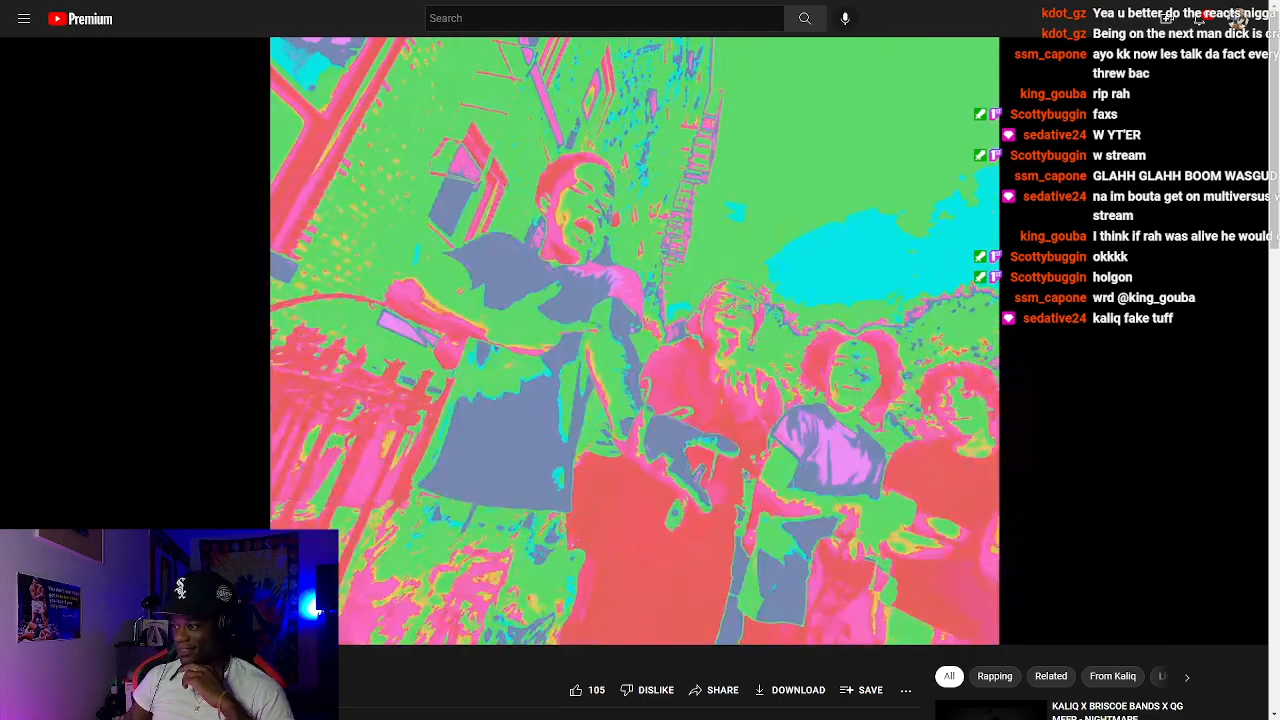 Premium
Search
kdot_gz Yea u better do the reacts nigga
kdot_gz Being on the next man dick is
ssm_capone ayo kk now les talk da fact every
threw bac
king_gouba rip rah
Scottybuggin faxs
sedative24 W YT'ER
Scottybuggin w stream
ssm_capone GLAHH GLAHH BOOM WASGUD
sedative24 na im bouta get on multiversus
stream
king_gouba I think if rah was alive he would
Scottybuggin okkkk
Scottybuggin holgon
ssm_capone wrd @king_gouba
sedative24 kaliq fake tuff
105 DISLIKE SHARE DOWNLOAD SAVE
All Rapping Related From Kaliq
KALIQ X BRISCOE BANDS X QG